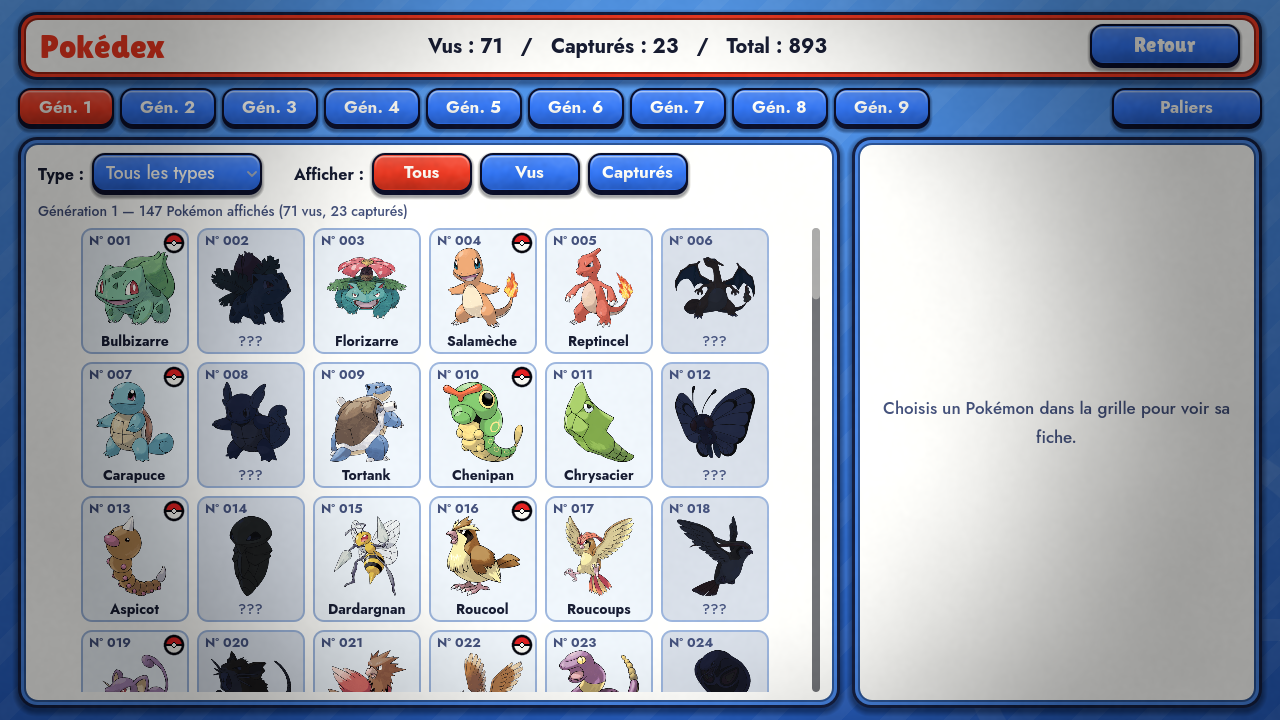 Pokédex
Vus : 71 / Capturés : 23 / Total : 893
Retour
Gén. 1 Gén. 2 Gén. 3 Gén. 4 Gén. 5 Gén. 6 Gén. 7 Gén. 8 Gén. 9 Paliers
Type : Tous les types Afficher : Tous Vus Capturés
Génération 1 — 147 Pokémon affichés (71 vus, 23 capturés)
N° 001 N° 002 N° 003 N° 004 N° 005 N° 006
Bulbizarre ??? Florizarre Salamèche Reptincel ???
N° 007 N° 008 N° 009 N° 010 N° 011 N° 012
Carapuce ??? Tortank Chenipan Chrysacier ???
N° 013 N° 014 N° 015 N° 016 N° 017 N° 018
Aspicot ??? Dardargnan Roucool Roucoups ???
N° 019 N° 020 N° 021 N° 022 N° 023 N° 024
Choisis un Pokémon dans la grille pour voir sa
fiche.